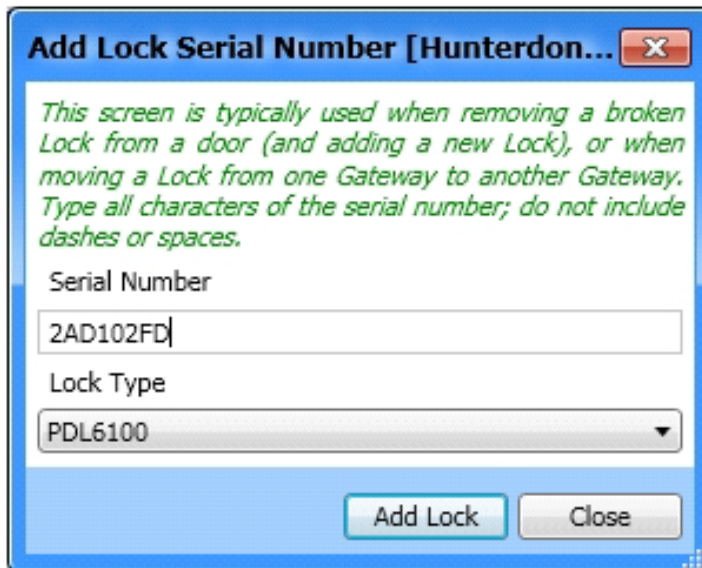 Add Lock Serial Number [Hunterdon...
This screen is typically used when removing a broken
Lock from a door (and adding a new Lock), or when
moving a Lock from one Gateway to another Gateway.
Type all characters of the serial number; do not include
dashes or spaces.
Serial Number
2AD102FD
Lock Type
PDL6100
Add Lock Close